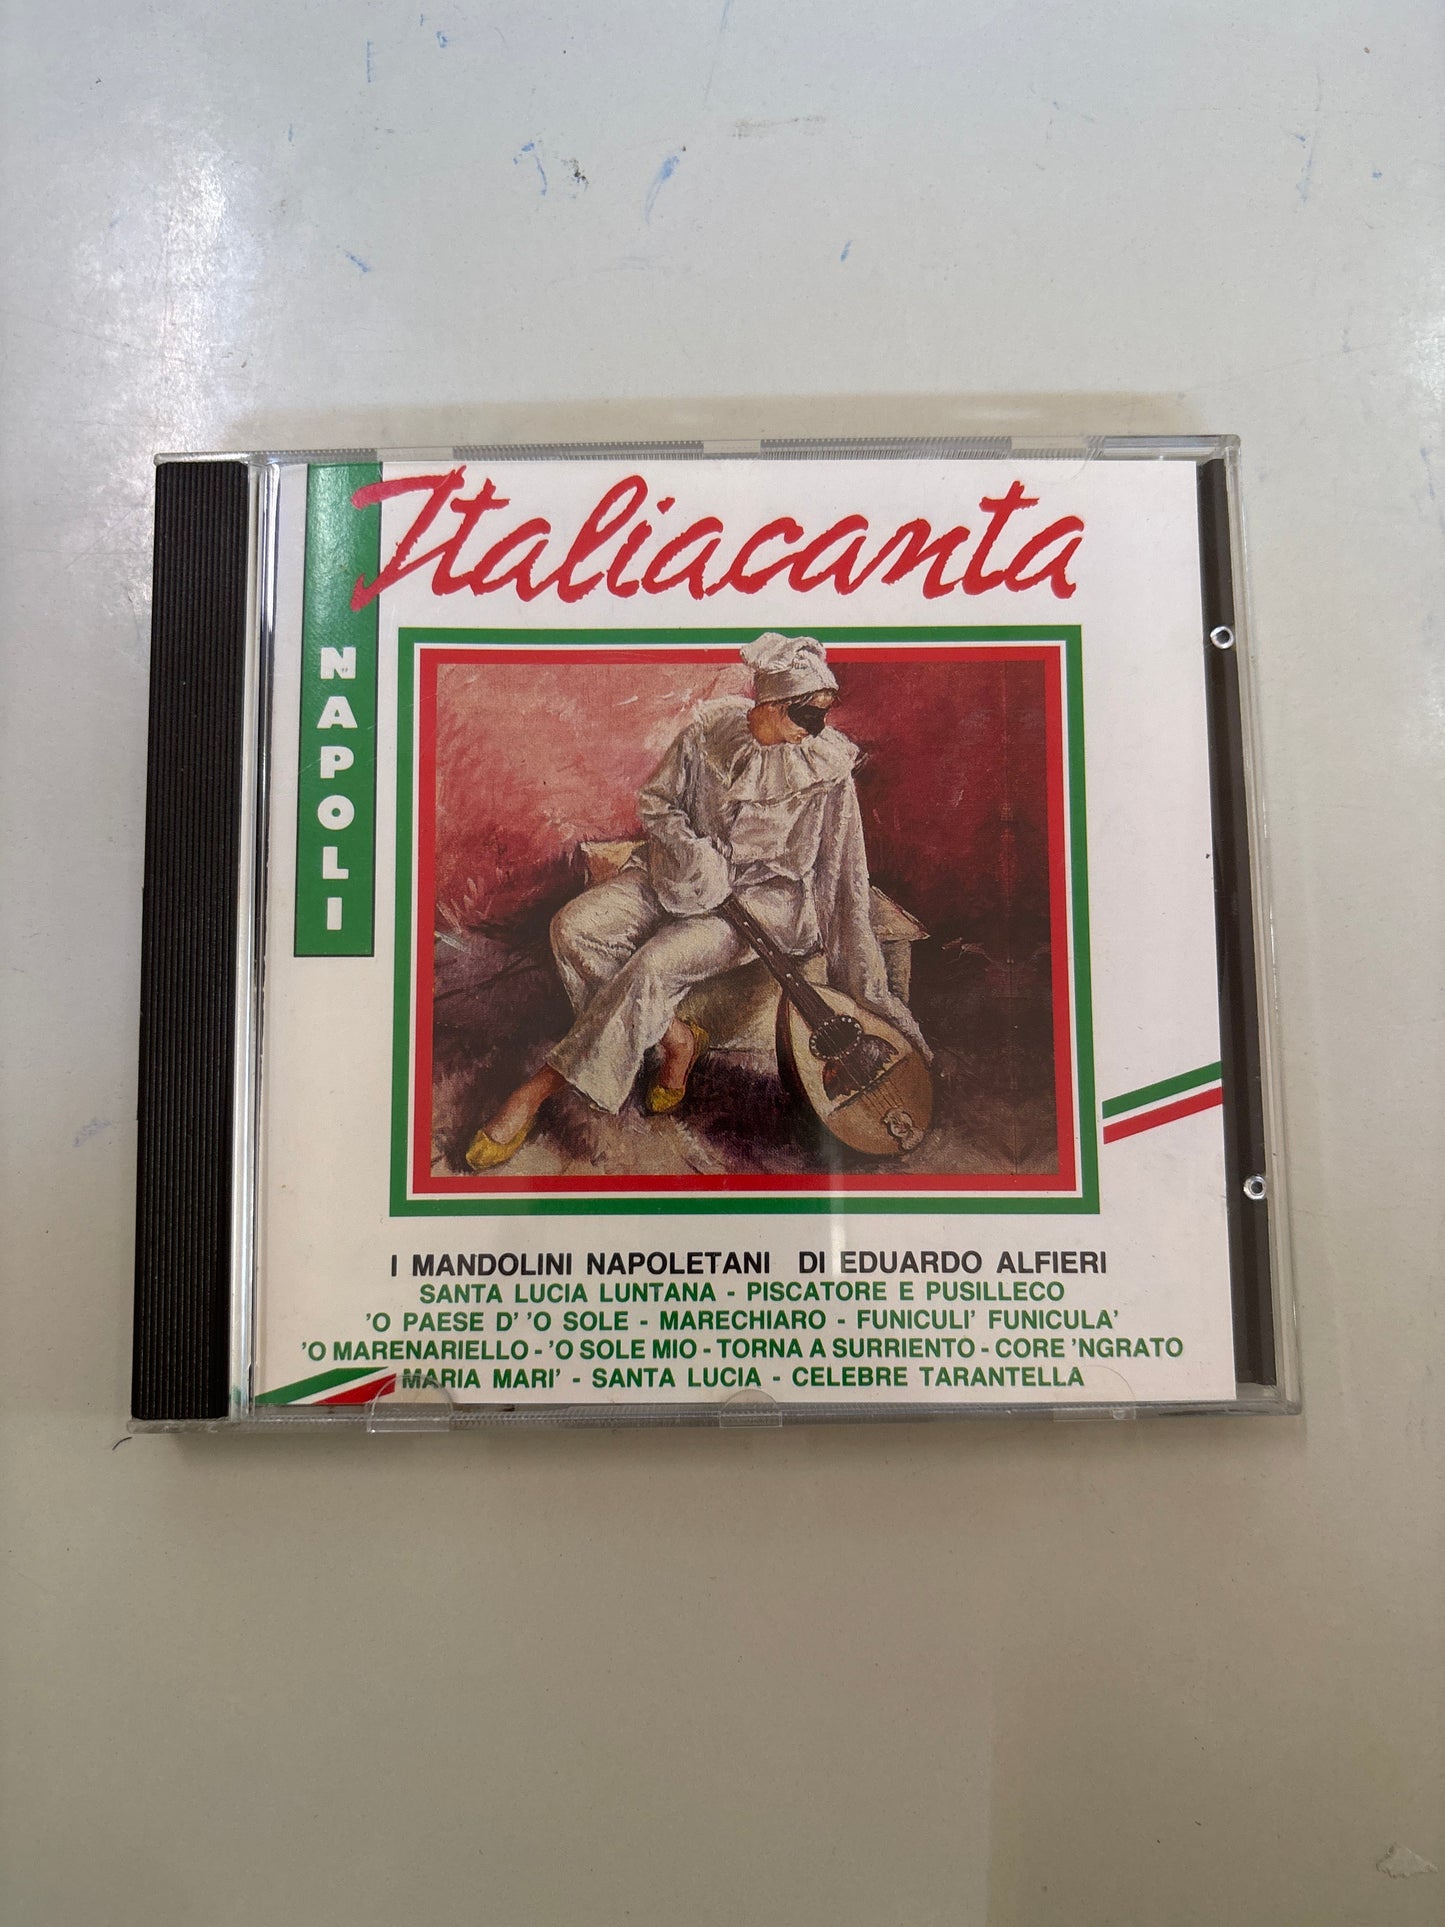 Italiacanta
NAPOLI
I MANDOLINI NAPOLETANI DI EDUARDO ALFIERI
SANTA LUCIA LUNTANA - PISCATORE E PUSILLECO
'O PAESE D' 'O SOLE - MARECHIARO - FUNICULI' FUNICULA'
'O MARENARIELLO - 'O SOLE MIO - TORNA A SURRIENTO - CORE 'NGRATO
MARIA MARI' - SANTA LUCIA - CELEBRE TARANTELLA